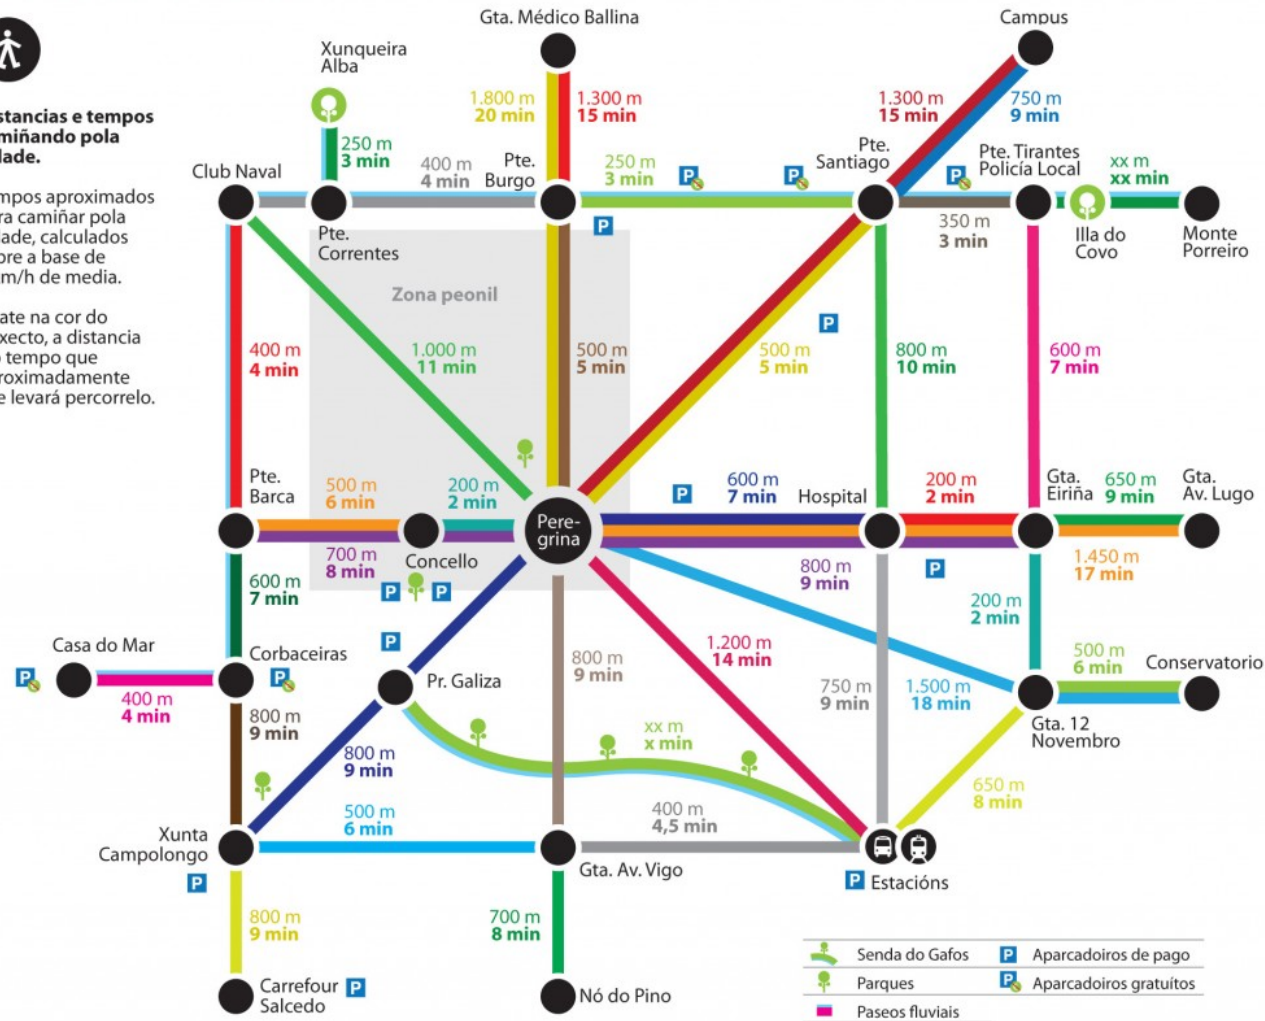 Gta. Médico Ballina
Campus
Xunqueira
Alba
stancias e tempos
miñando pola
dade.
mpos aproximados
ra camiñar pola
dade, calculados
bre a base de
m/h de media.
ate na cor do
xecto, a distancia
o tempo que
roximadamente
e levará percorrelo.
1.800 m
20 min
1.300 m
15 min
1.300 m
15 min
750 m
9 min
250 m
3 min
Club Naval
400 m
4 min
Pte.
Burgo
250 m
3 min
P
P
Pte.
Santiago
P
Pte. Tirantes
Policía Local
xx m
xx min
Pte.
Correntes
P
350 m
3 min
Illa do
Covo
Monte
Porreiro
Zona peonil
P
400 m
4 min
1.000 m
11 min
500 m
5 min
500 m
5 min
800 m
10 min
600 m
7 min
Pte.
Barca
500 m
6 min
200 m
2 min
Pere-
grina
P
600 m
7 min
Hospital
200 m
2 min
Gta.
Eiriña
650 m
9 min
Gta.
Av. Lugo
700 m
8 min
Concello
P
P
800 m
9 min
P
1.450 m
17 min
600 m
7 min
200 m
2 min
P
Casa do Mar
P
400 m
4 min
Corbaceiras
P
Pr. Galiza
800 m
9 min
1.200 m
14 min
750 m
9 min
1.500 m
18 min
500 m
6 min
Conservatorio
Gta. 12
Novembro
800 m
9 min
800 m
9 min
xx m
x min
650 m
8 min
Xunta
Campolongo
P
500 m
6 min
400 m
4,5 min
Gta. Av. Vigo
P
Estacións
800 m
9 min
700 m
8 min
Carrefour
Salcedo
P
Nó do Pino
Senda do Gafos
P
Aparcadoiros de pago
Parques
P
Aparcadoiros gratuítos
Paseos fluviais